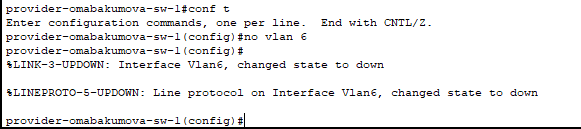 provider-omabakumova-sw-1#conf t
Enter configuration commands, one per line.  End with CNTL/Z.
provider-omabakumova-sw-1(config)#no vlan 6
provider-omabakumova-sw-1(config)#
%LINK-3-UPDOWN: Interface Vlan6, changed state to down
%LINEPROTO-5-UPDOWN: Line protocol on Interface Vlan6, changed state to down
provider-omabakumova-sw-1(config)#